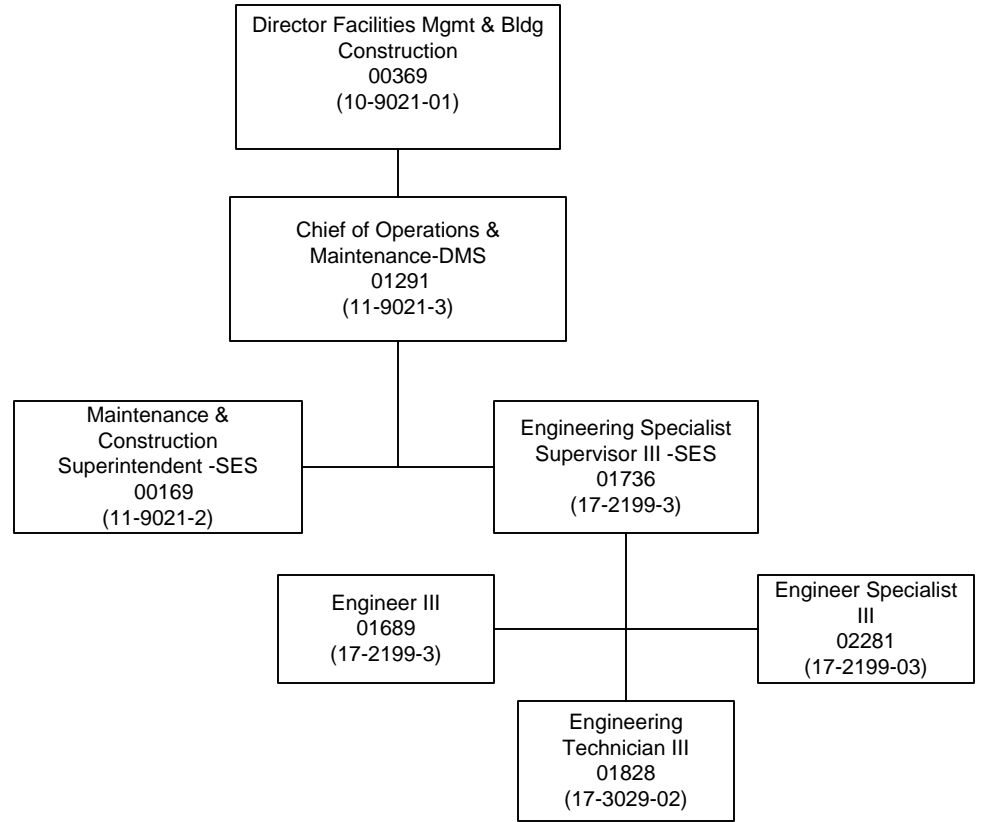 Director Facilities Mgmt & Bldg
Construction
00369
(10-9021-01)
Chief of Operations &
Maintenance-DMS
01291
(11-9021-3)
Maintenance &
Construction
Superintendent -SES
00169
(11-9021-2)
Engineering Specialist
Supervisor III -SES
01736
(17-2199-3)
Engineer III
01689
(17-2199-3)
Engineer Specialist
III
02281
(17-2199-03)
Engineering
Technician III
01828
(17-3029-02)